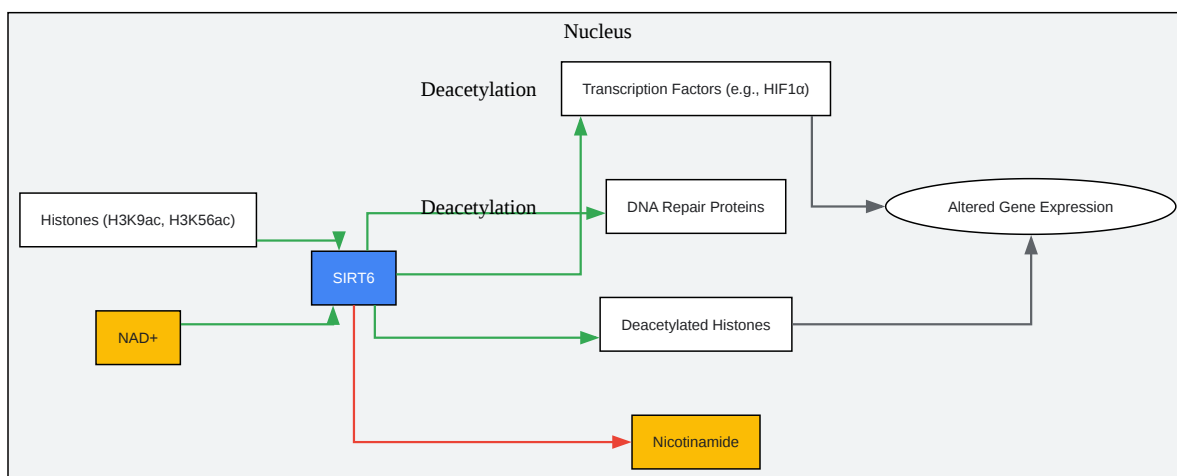 Nucleus
Deacetylation
Transcription Factors (e.g., HIF1α)
Histones (H3K9ac, H3K56ac)
Deacetylation
DNA Repair Proteins
Altered Gene Expression
SIRT6
NAD+
Deacetylated Histones
Nicotinamide